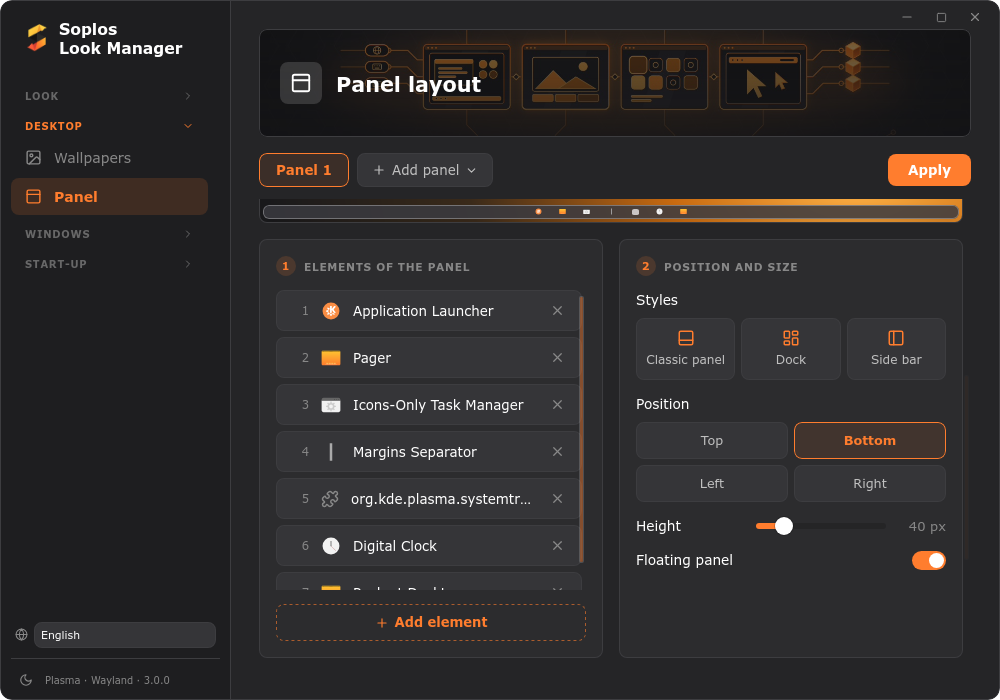 Soplos
Look Manager
LOOK
DESKTOP
Wallpapers
Panel
WINDOWS
START-UP
English
Plasma · Wayland · 3.0.0
Panel layout
Panel 1
Add panel
Apply
1 ELEMENTS OF THE PANEL
1 Application Launcher
2 Pager
3 Icons-Only Task Manager
4 Margins Separator
5 org.kde.plasma.systemtr...
6 Digital Clock
Add element
2 POSITION AND SIZE
Styles
Classic panel
Dock
Side bar
Position
Top
Bottom
Left
Right
Height
40 px
Floating panel